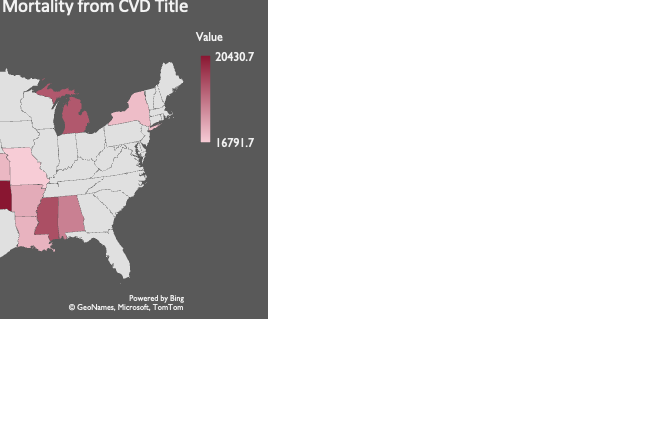 Mortality from CVD Title
Value
20430.7
16791.7
Powered by Bing
© GeoNames, Microsoft, TomTom